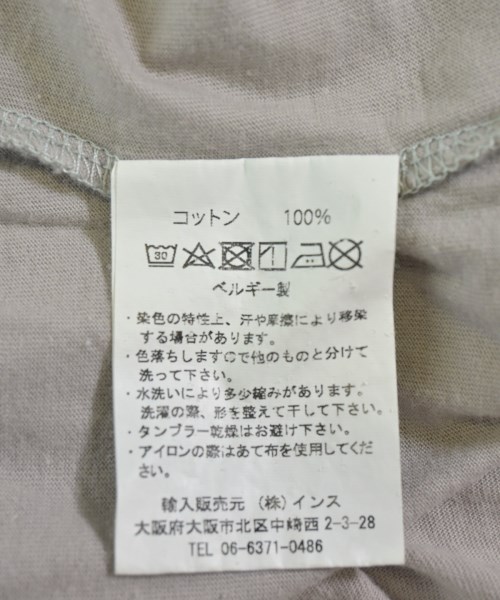 コットン 100%
30
ベルギー製
・染色の特性上、汗や摩擦により移染
する場合があります。
・色落ちしますので他のものと分けて
洗って下さい。
・水洗いにより多少縮みがあります。
洗濯の際、形を整えて干して下さい。
・タンブラー乾燥はお避け下さい。
・アイロンの際はあて布を使用してくだ
さい。
輸入販売元 (株) インス
大阪府大阪市北区中崎西2-3-28
TEL 06-6371-0486